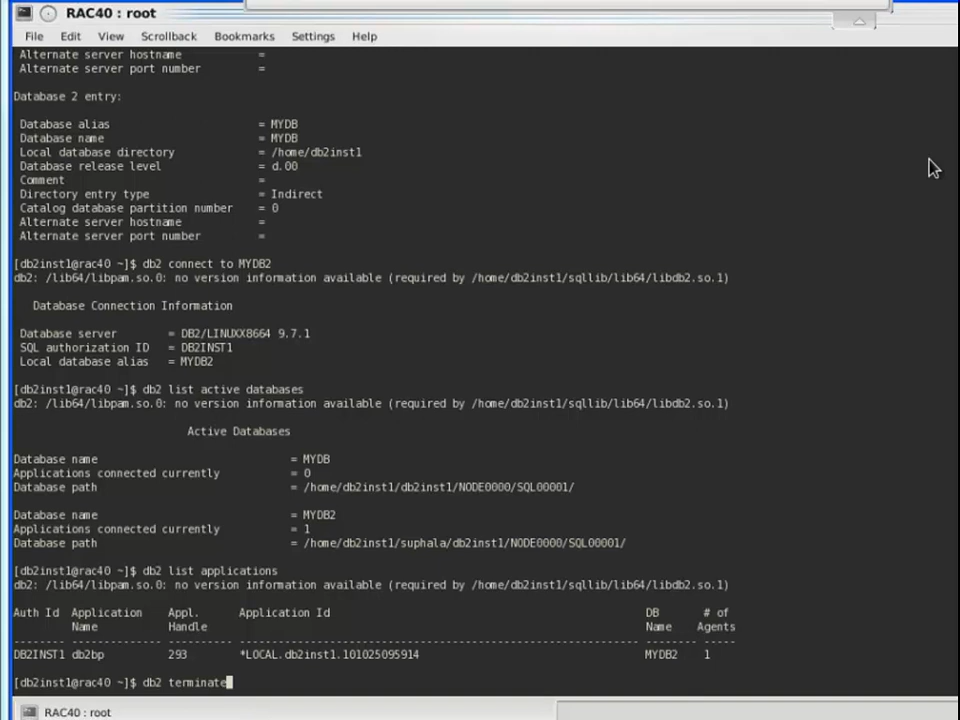 RAC40 : root
File Edit View Scrollback Bookmarks Settings Help
Alternate server hostname =
Alternate server port number =
Database 2 entry:
Database alias = MYDB
Database name = MYDB
Local database directory = /home/db2inst1
Database release level = d.00
Comment =
Directory entry type = Indirect
Catalog database partition number = 0
Alternate server hostname =
Alternate server port number =
[db2inst1@rac40 ~]$ db2 connect to MYDB2
db2: /lib64/libpam.so.0: no version information available (required by /home/db2inst1/sqllib/lib64/libdb2.so.1)
Database Connection Information
Database server = DB2/LINUXX8664 9.7.1
SQL authorization ID = DB2INST1
Local database alias = MYDB2
[db2inst1@rac40 ~]$ db2 list active databases
db2: /lib64/libpam.so.0: no version information available (required by /home/db2inst1/sqllib/lib64/libdb2.so.1)
Active Databases
Database name = MYDB
Applications connected currently = 0
Database path = /home/db2inst1/db2inst1/NODE0000/SQL00001/
Database name = MYDB2
Applications connected currently = 1
Database path = /home/db2inst1/suphala/db2inst1/NODE0000/SQL00001/
[db2inst1@rac40 ~]$ db2 list applications
db2: /lib64/libpam.so.0: no version information available (required by /home/db2inst1/sqllib/lib64/libdb2.so.1)
Auth Id Application Appl. Application Id DB # of
Name Handle Name Agents
-------- -------------- ---------- -------------------------------------------------------------- -------- -----
DB2INST1 db2bp 293 *LOCAL.db2inst1.101025095914 MYDB2 1
[db2inst1@rac40 ~]$ db2 terminate
RAC40 : root